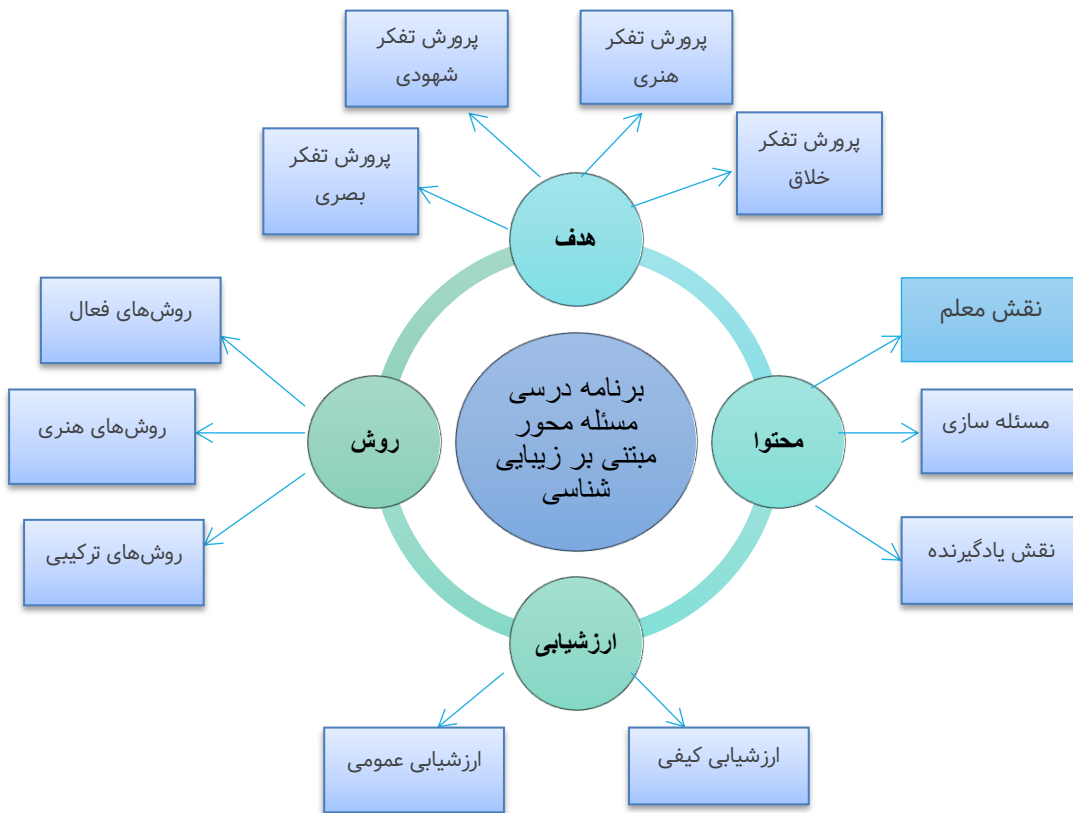 پرورش تفکر
هنری
پرورش تفکر
شهودی
پرورش تفکر
خلاق
پرورش تفکر
بصری
هدف
نقش معلم
روش‌های فعال
برنامه درسی
مسئله محور
مبتنی بر زیبایی
شناسی
محتوا
مسئله سازی
روش
روش‌های هنری
نقش یادگیرنده
روش‌های ترکیبی
ارزشیابی
ارزشیابی کیفی
ارزشیابی عمومی